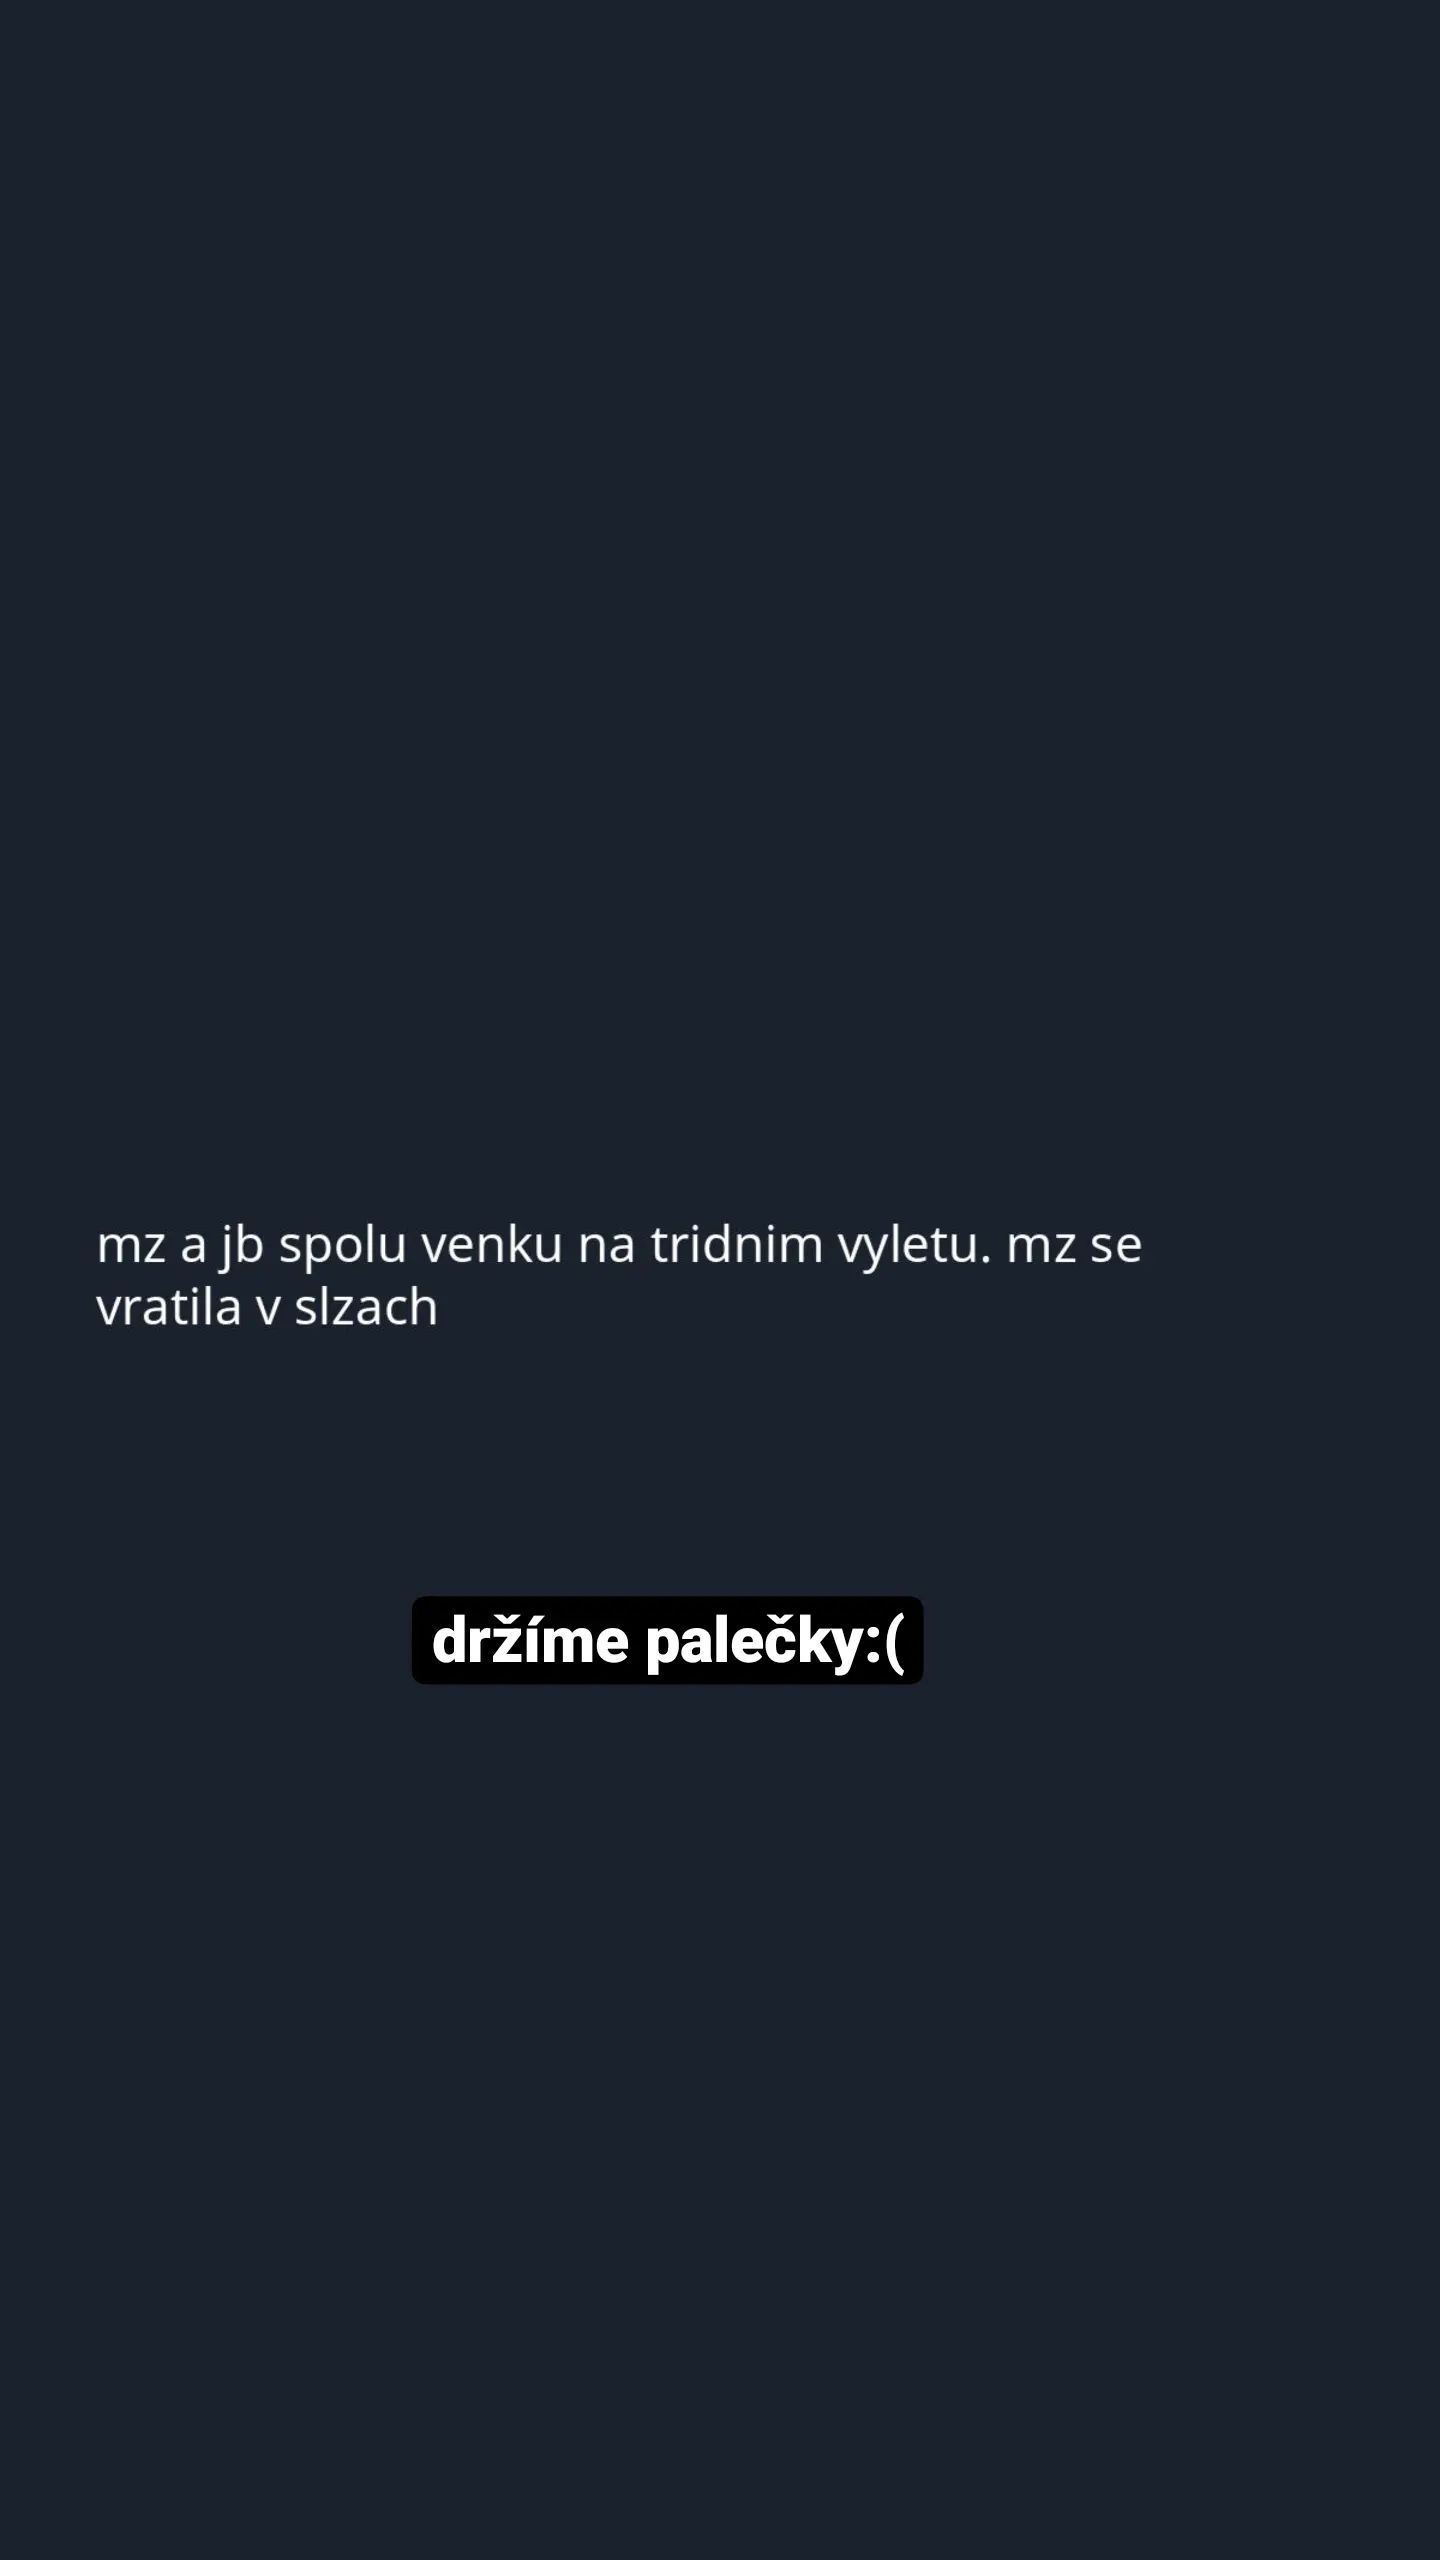 mz a jb spolu venku na tridnim vyletu. mz se
vratila v slzach
držíme palečky:(